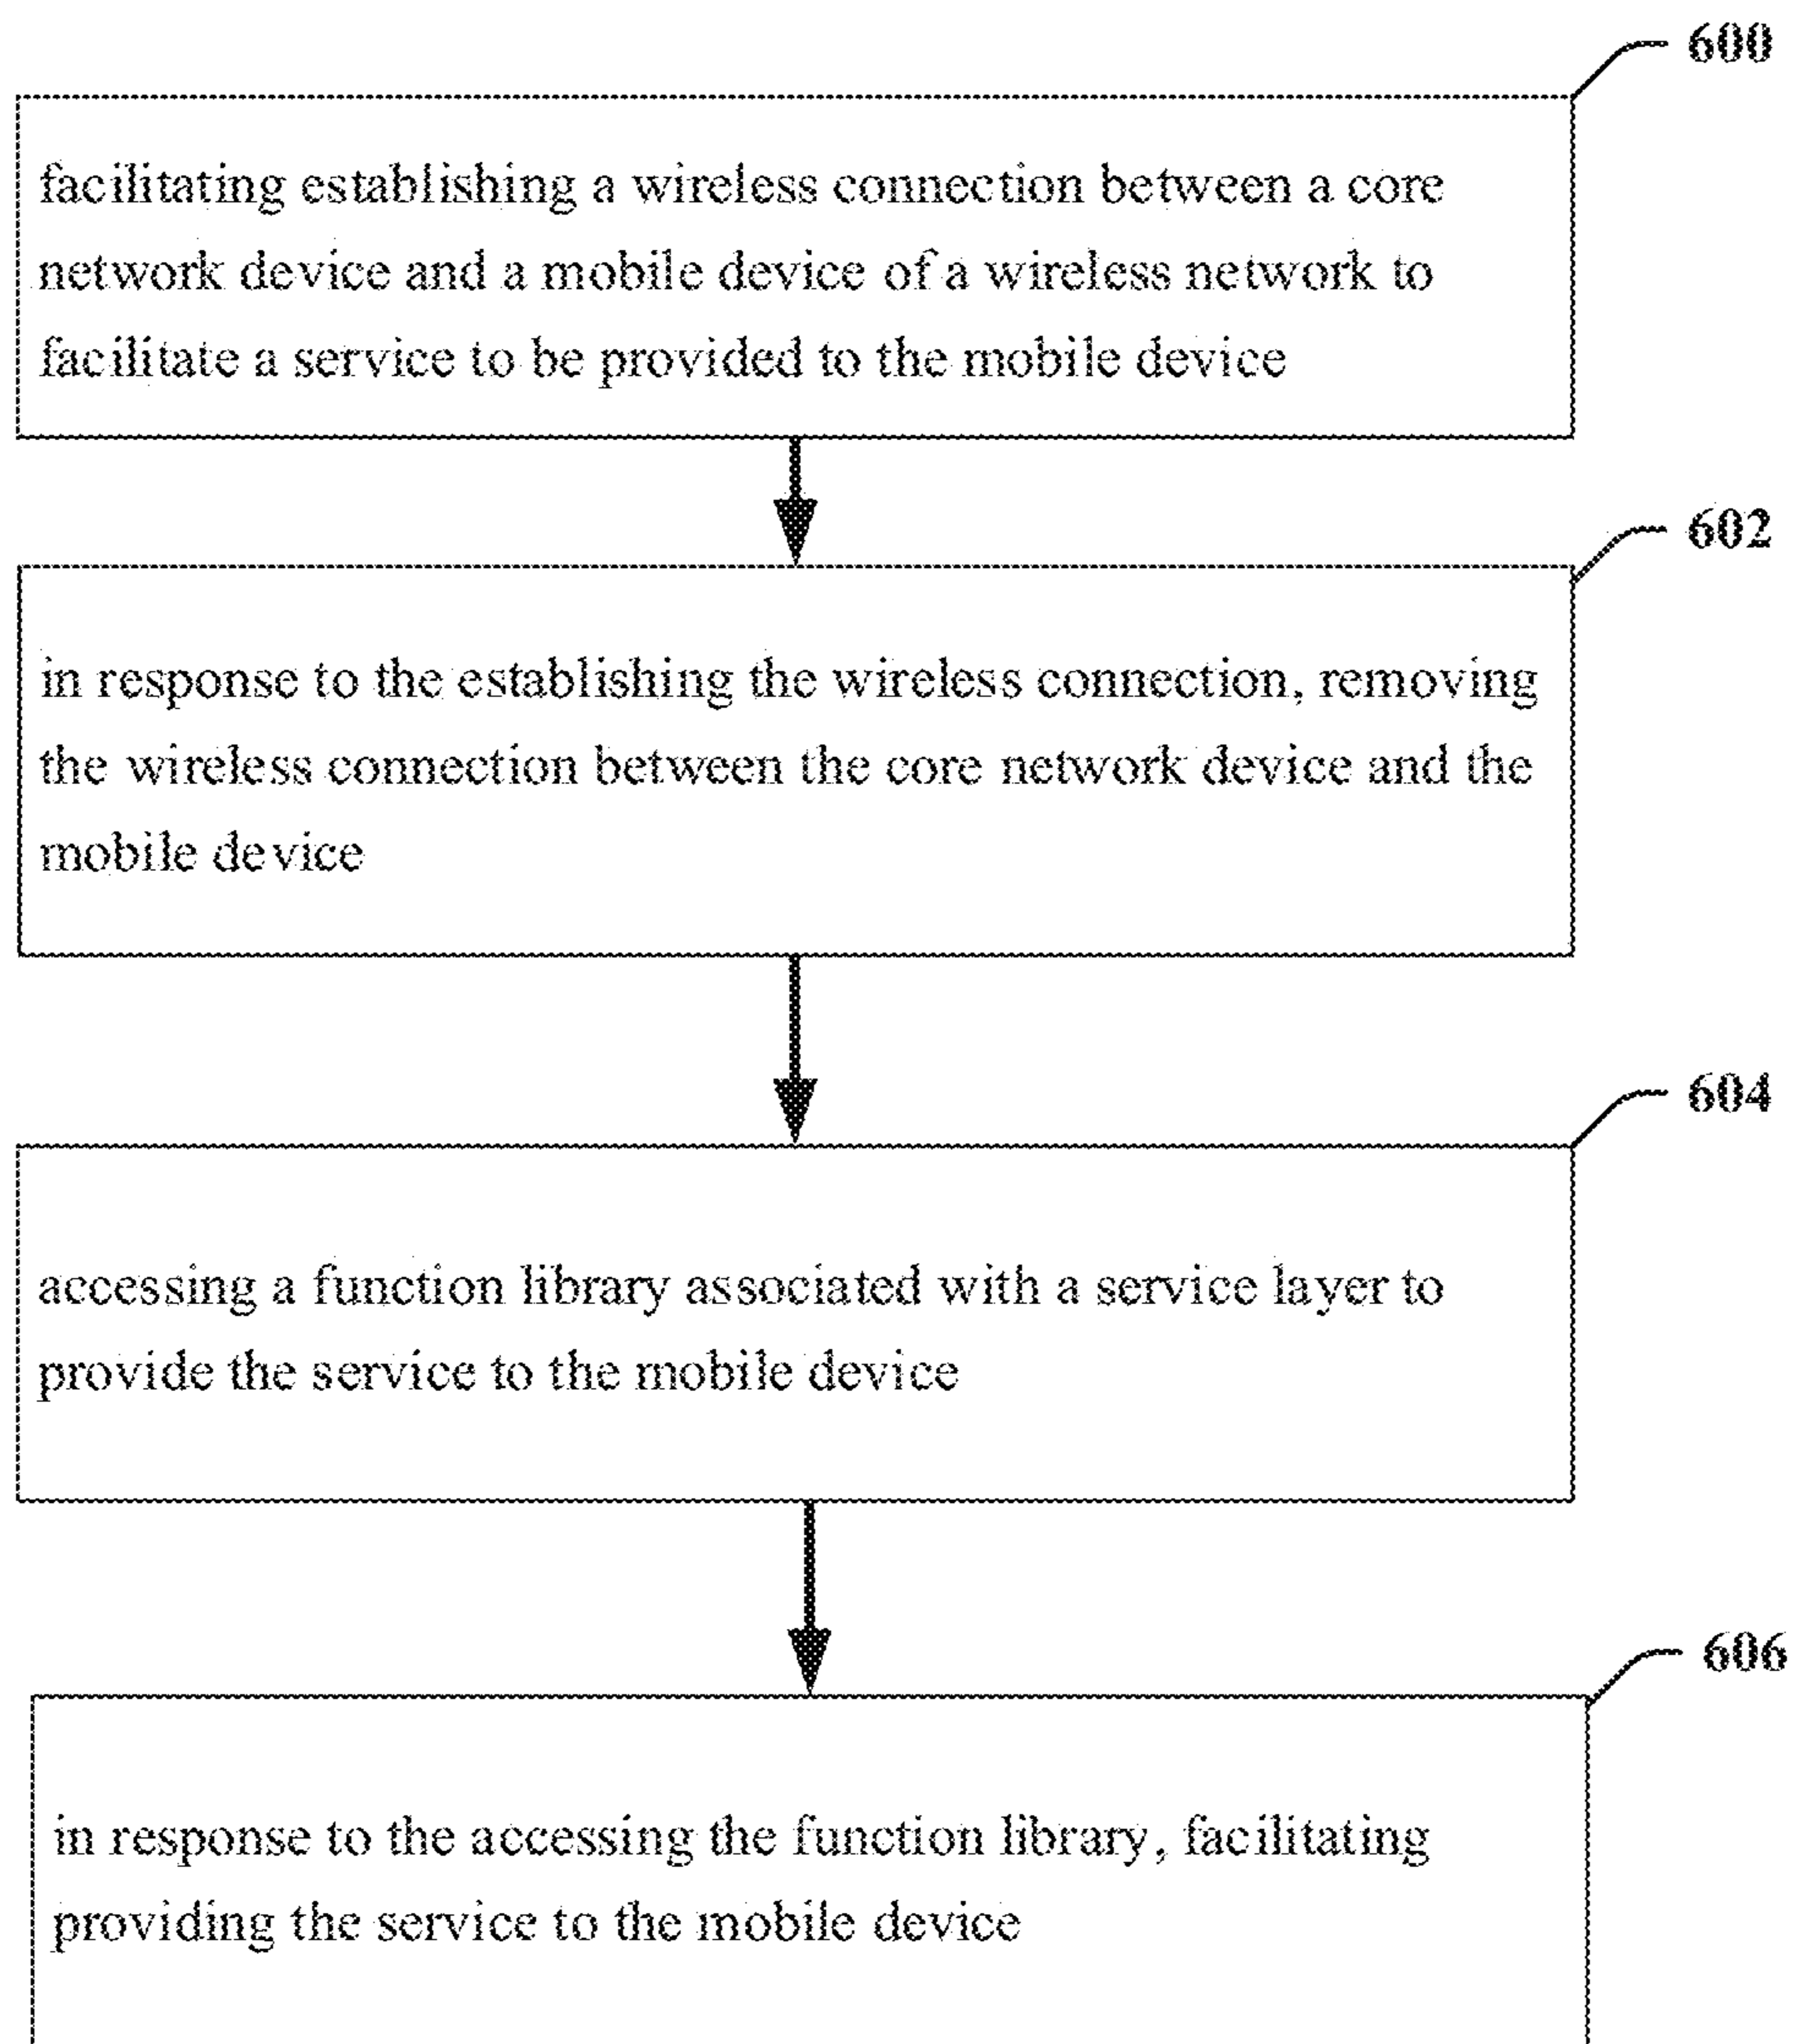 600
facilitating establishing a wireless connection between a core
network device and a mobile device of a wireless network to
facilitate a service to be provided to the mobile device
602
in response to the establishing the wireless connection, removing
the wireless connection between the core network device and the
mobile device
604
accessing a function library associated with a service layer to
provide the service to the mobile device
606
in response to the accessing the function library, facilitating
providing the service to the mobile device